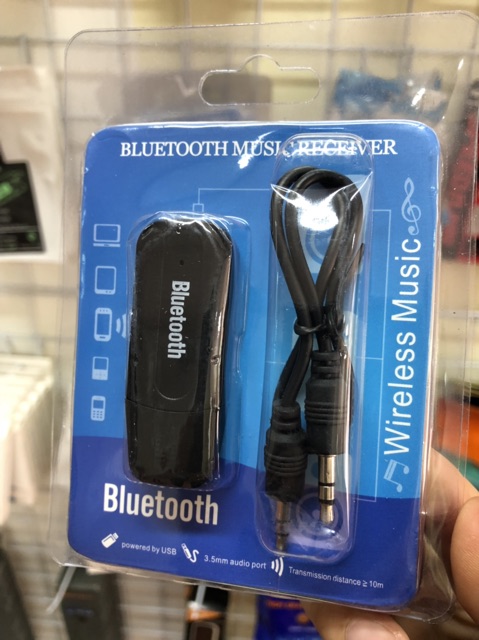 BLUETOOTH MUSIC RECEIVER
Bluetooth
Wireless Music
Bluetooth
powered by USB
3.5mm audio port
Transmission distance ≥ 10m